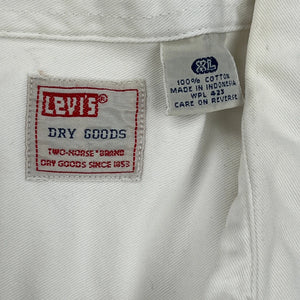 LEVI'S
DRY GOODS
TWO-HORSE BRAND
DRY GOODS SINCE 1853
XL
100% COTTON
MADE IN INDONESIA
WPL 423
CARE ON REVERSE